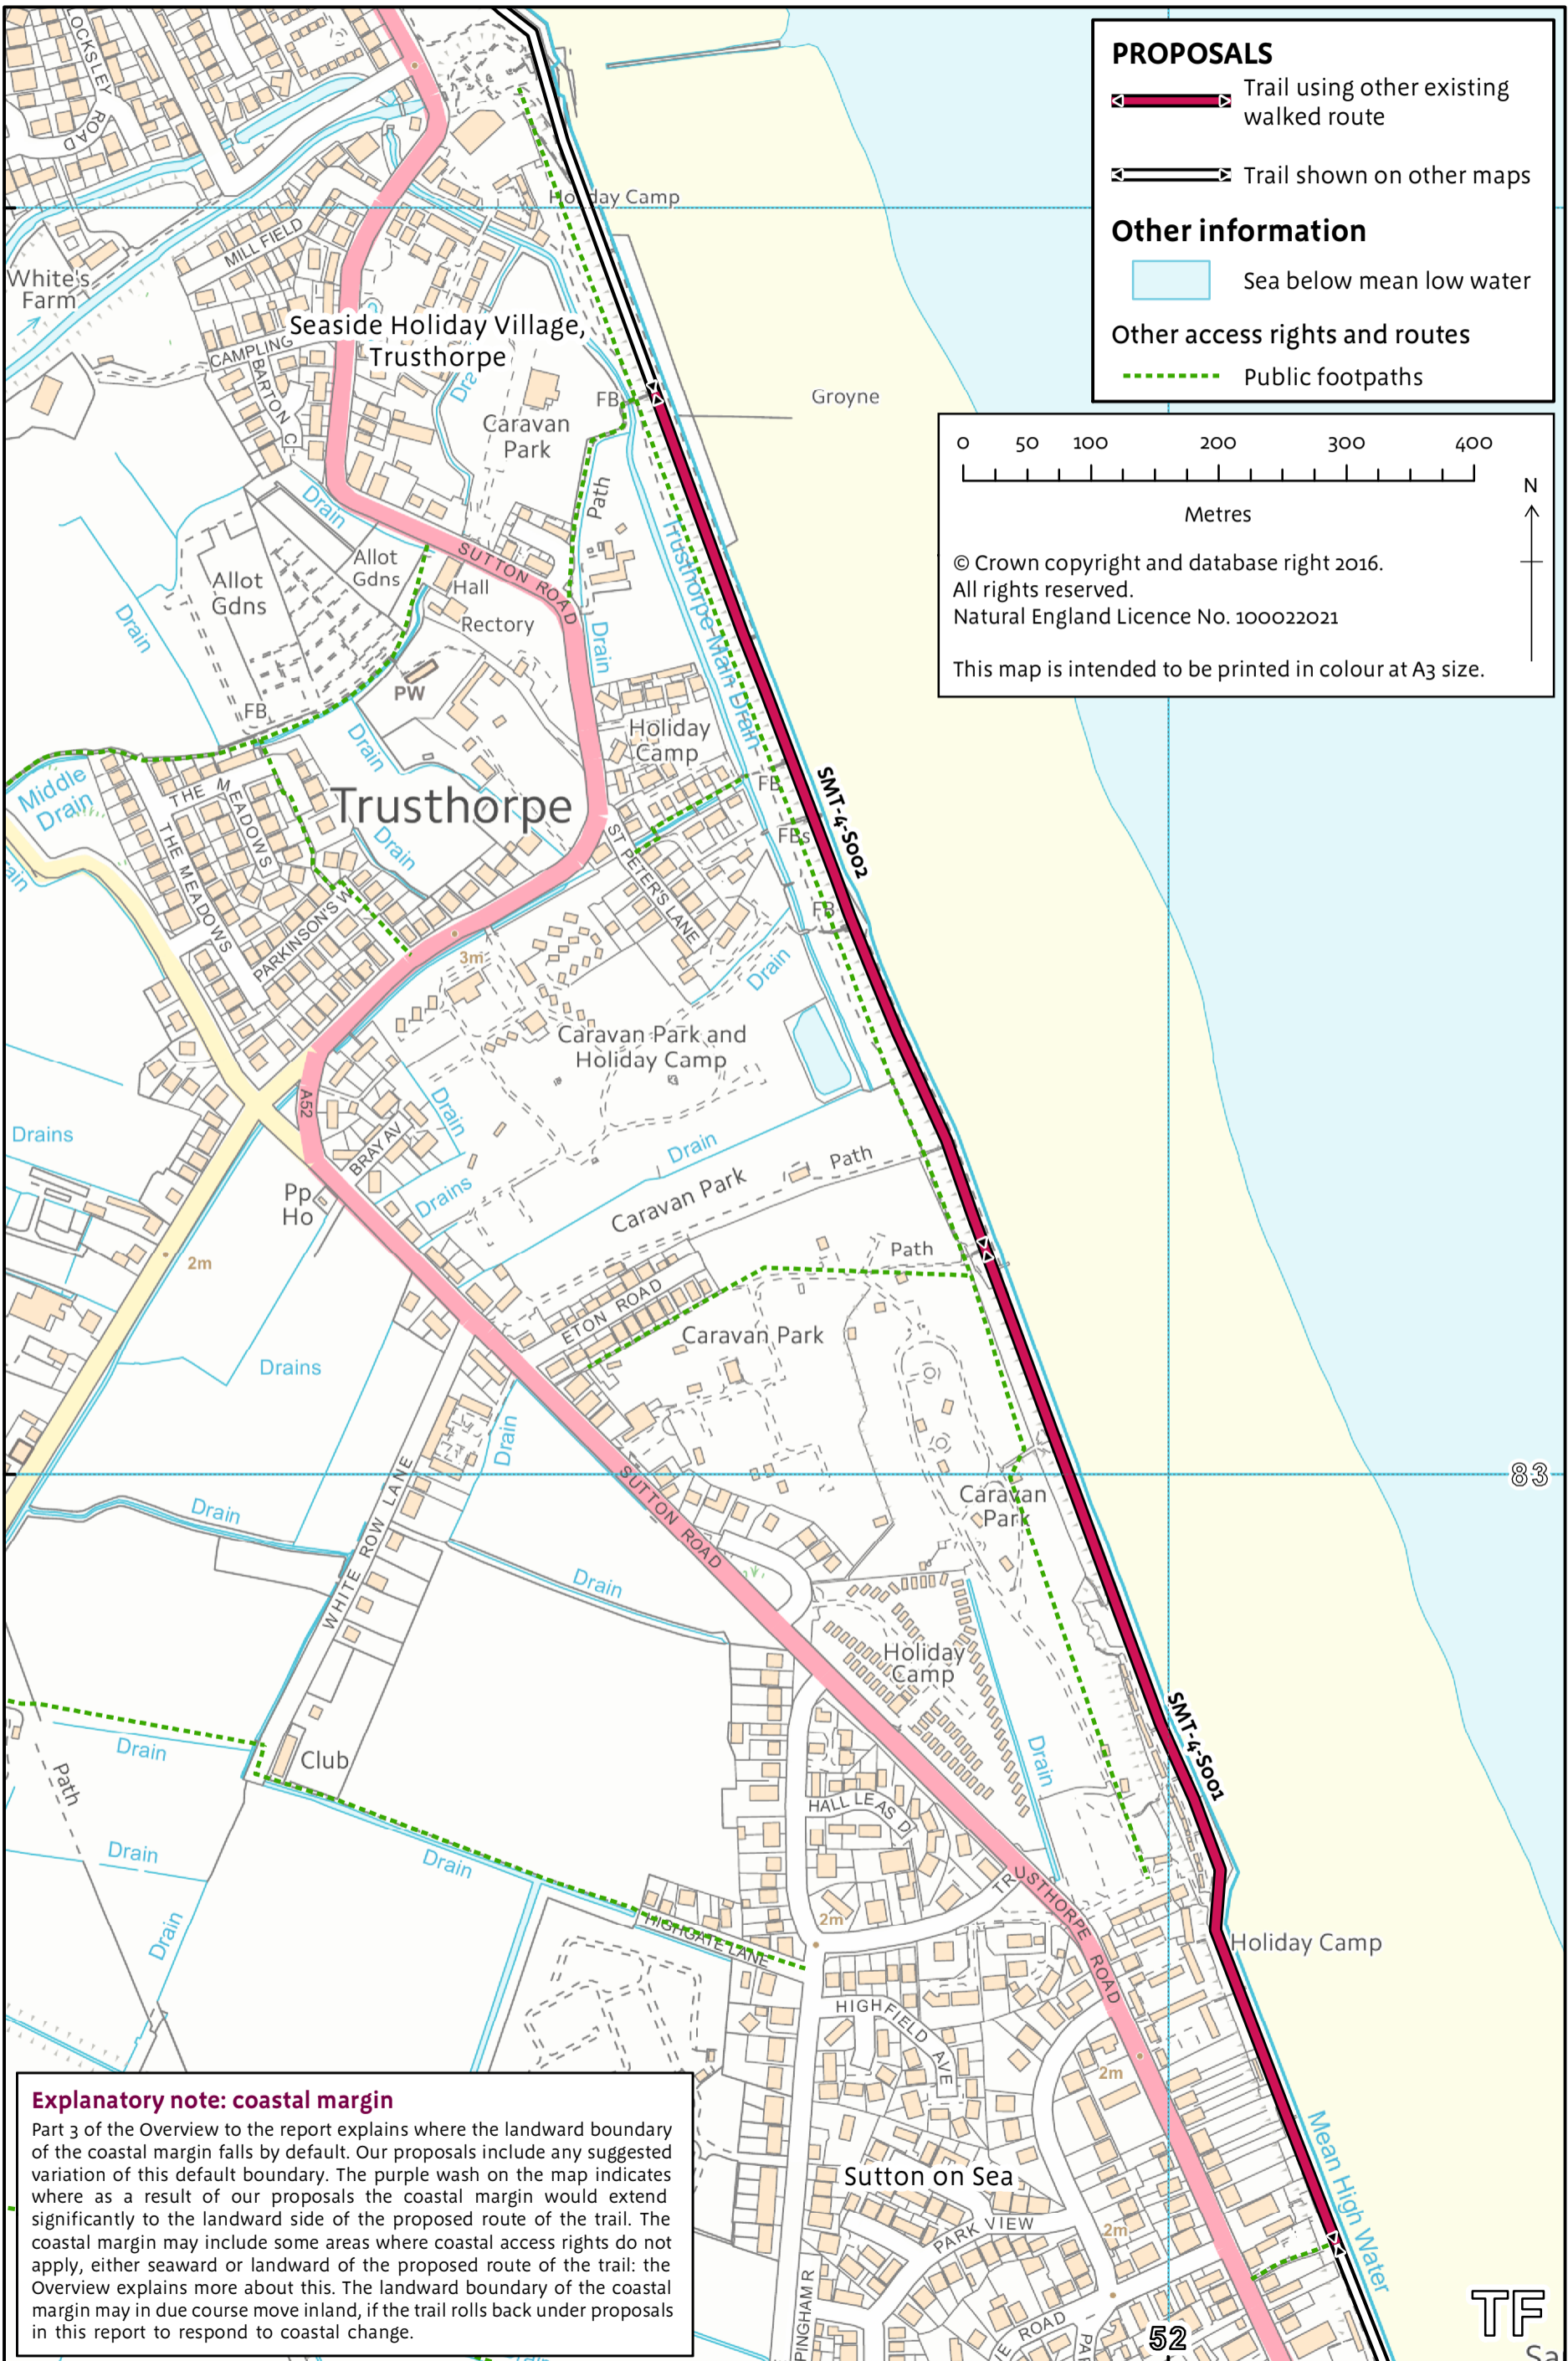 PROPOSALS
Trail using other existing
walked route
Trail shown on other maps
Other information
Sea below mean low water
Other access rights and routes
Public footpaths
0 50 100 200 300 400
Metres
N
© Crown copyright and database right 2016.
All rights reserved.
Natural England Licence No. 100022021
This map is intended to be printed in colour at A3 size.
LOCKSLEY ROAD
Holiday Camp
MILL FIELD
White's
Farm
Seaside Holiday Village,
Trusthorpe
CAMPLING
BARTON C
Dra
FB
Groyne
Caravan
Park
Path
Drain
Allot
Gdns
Allot
Gdns
SUTTON ROAD
Hall
Rectory
Drain
Drain
Trusthorpe Main Drain
PW
FB
Drain
Holiday
Camp
Middle
Drain
THE MEADOWS
THE MEADOWS
Trusthorpe
FB
SMT-4-S002
FBs
Drain
ST PETER'S LANE
rain
PARKINSON'S W
FB
3m
Drain
Caravan Park and
Holiday Camp
A52
Drain
Drains
BRAY AV
Drain
Path
Pp
Ho
Drains
Caravan Park
2m
Path
ETON ROAD
Caravan Park
Drains
Drain
83
SUTTON ROAD
WHITE ROW LANE
Drain
Caravan
Park
Drain
Holiday
Camp
SMT-4-S001
Drain
Club
Drain
Path
HALL LEAS D
Drain
Drain
TRUSTHORPE ROAD
2m
HIGHGATE LANE
Drain
Holiday Camp
HIGHFIELD AVE
2m
Mean High Water
Sutton on Sea
PARK VIEW
2m
PINGHAM R
E ROAD
PAR
52
TF
Sa
Explanatory note: coastal margin
Part 3 of the Overview to the report explains where the landward boundary
of the coastal margin falls by default. Our proposals include any suggested
variation of this default boundary. The purple wash on the map indicates
where as a result of our proposals the coastal margin would extend
significantly to the landward side of the proposed route of the trail. The
coastal margin may include some areas where coastal access rights do not
apply, either seaward or landward of the proposed route of the trail: the
Overview explains more about this. The landward boundary of the coastal
margin may in due course move inland, if the trail rolls back under proposals
in this report to respond to coastal change.